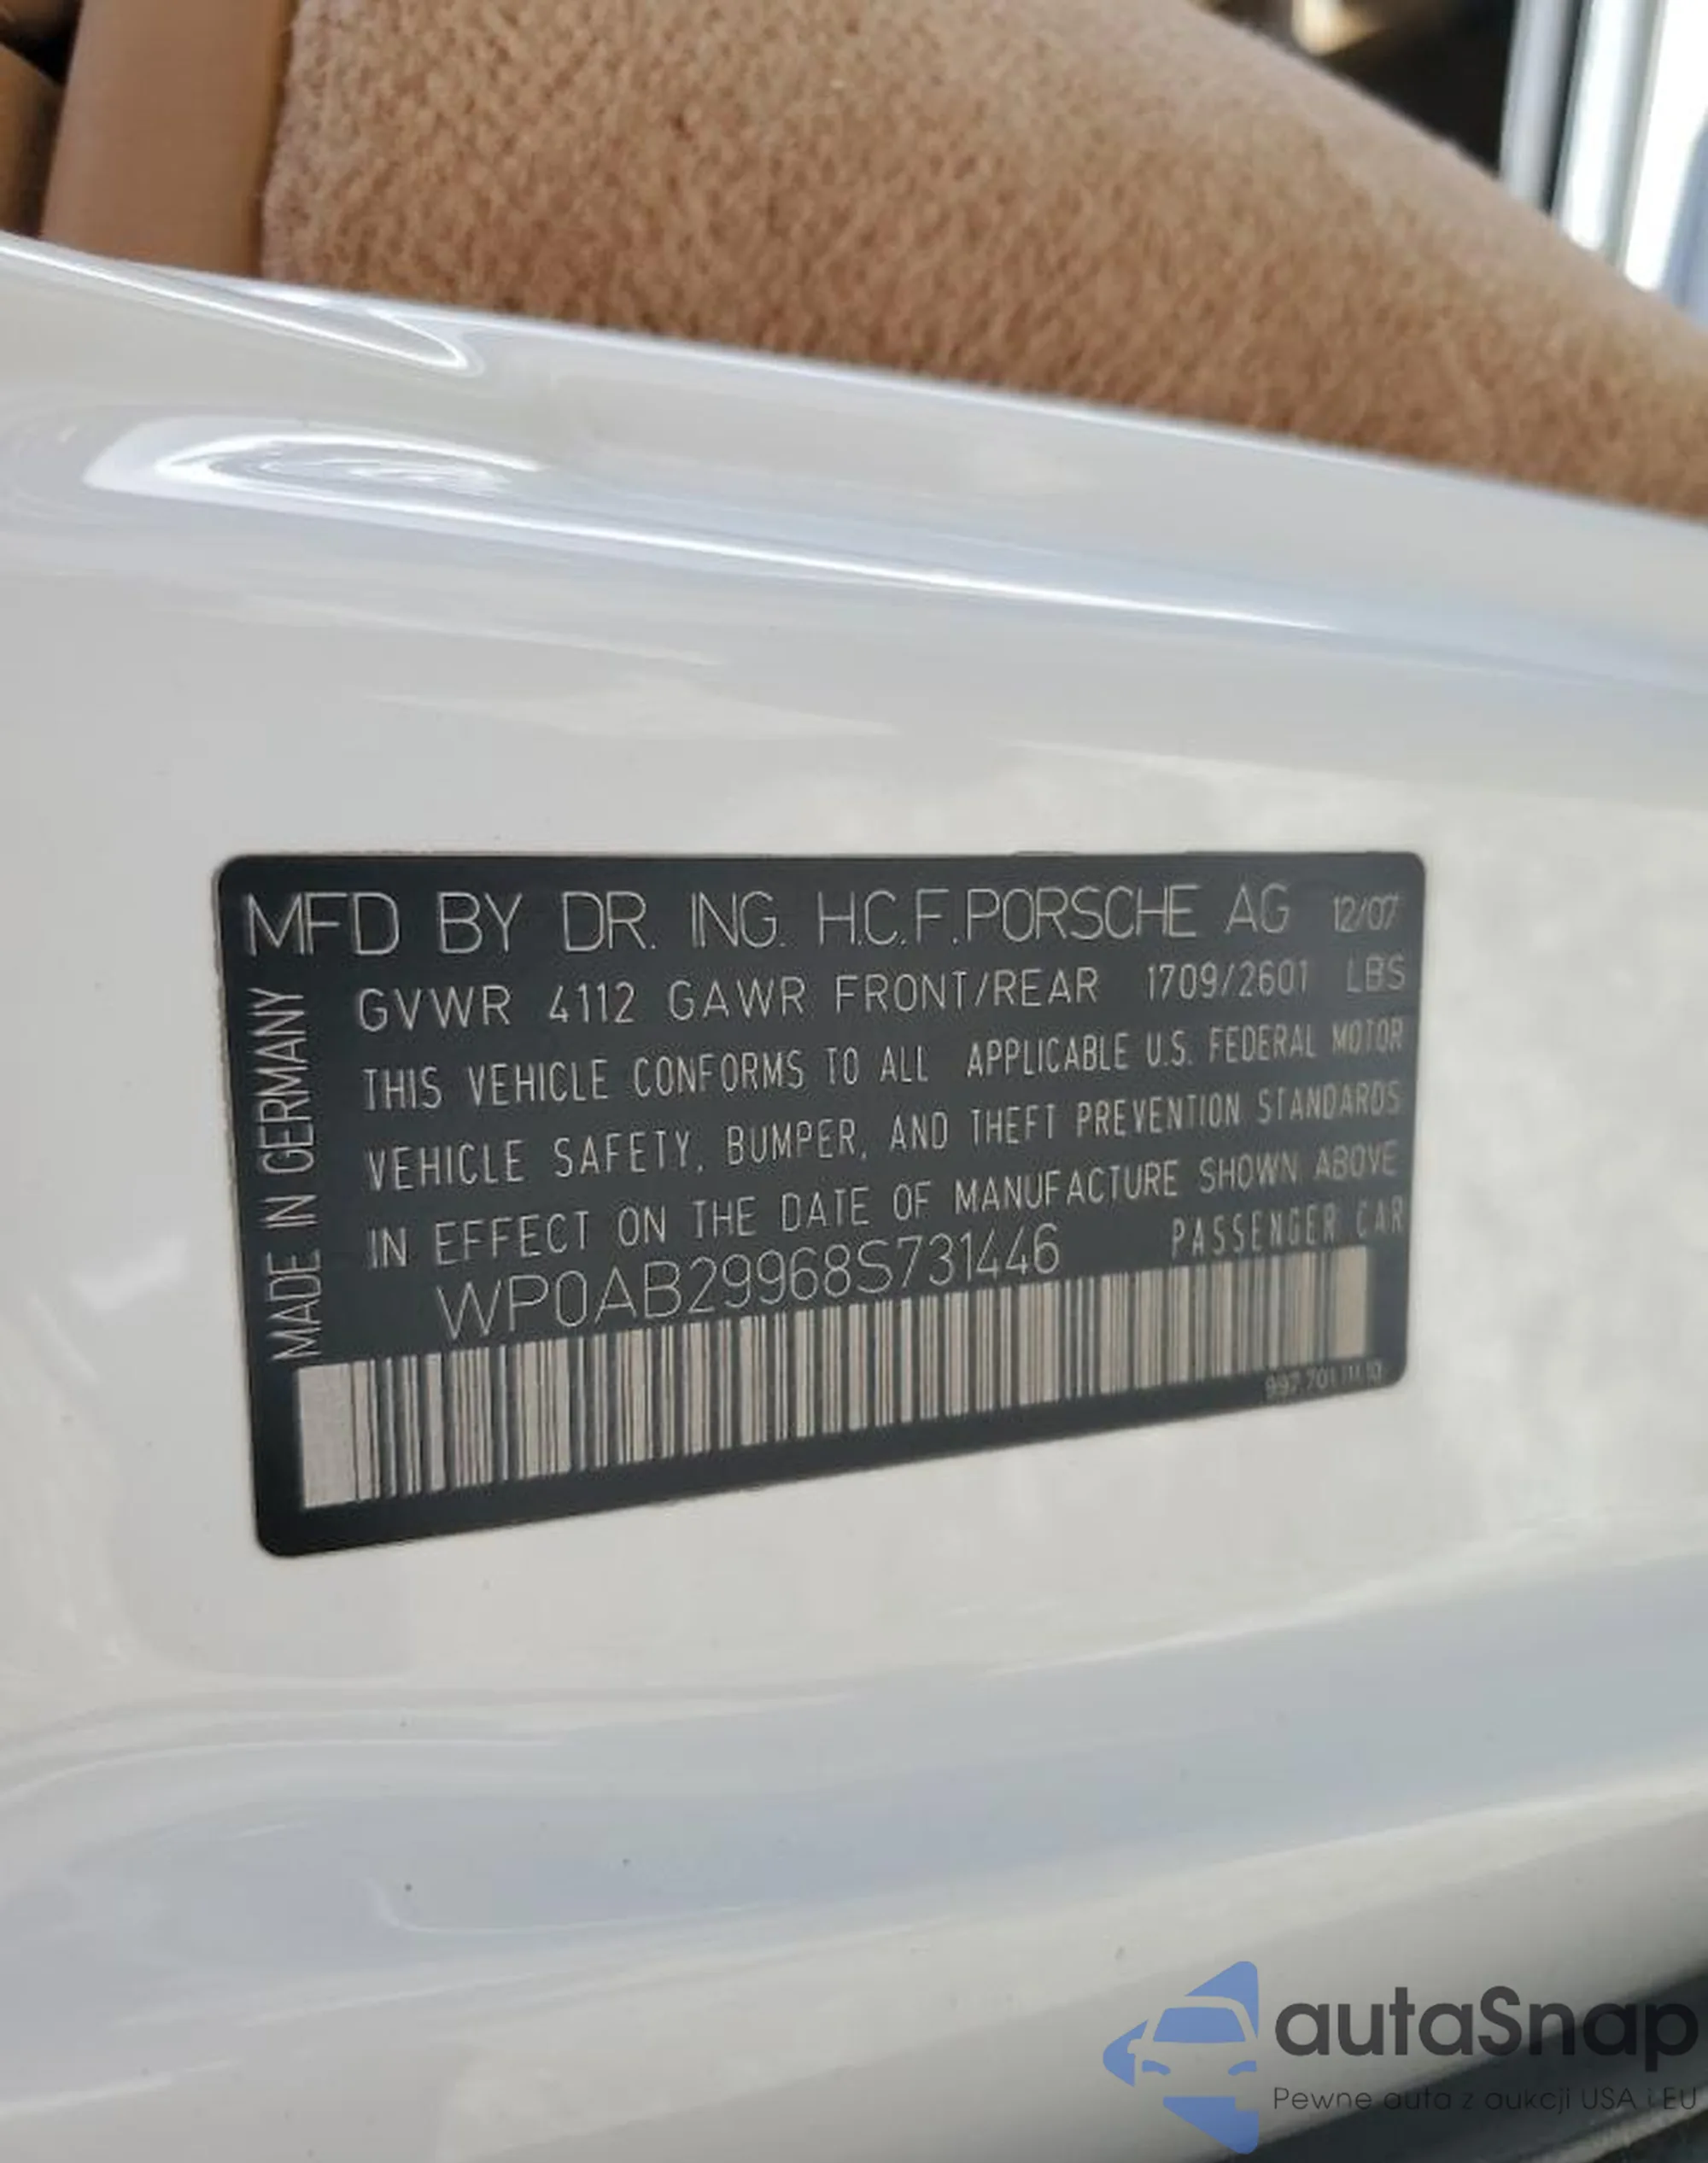 MFD BY DR. ING. H.C.F.PORSCHE AG 12/07
GVWR 4112 GAWR FRONT/REAR 1709/2601 LBS
THIS VEHICLE CONFORMS TO ALL APPLICABLE U.S. FEDERAL MOTOR
VEHICLE SAFETY, BUMPER, AND THEFT PREVENTION STANDARDS
IN EFFECT ON THE DATE OF MANUFACTURE SHOWN ABOVE
WP0AB29968S731446 PASSENGER CAR
MADE IN GERMANY
autaSnap
Pewne auta z aukcji USA i EU